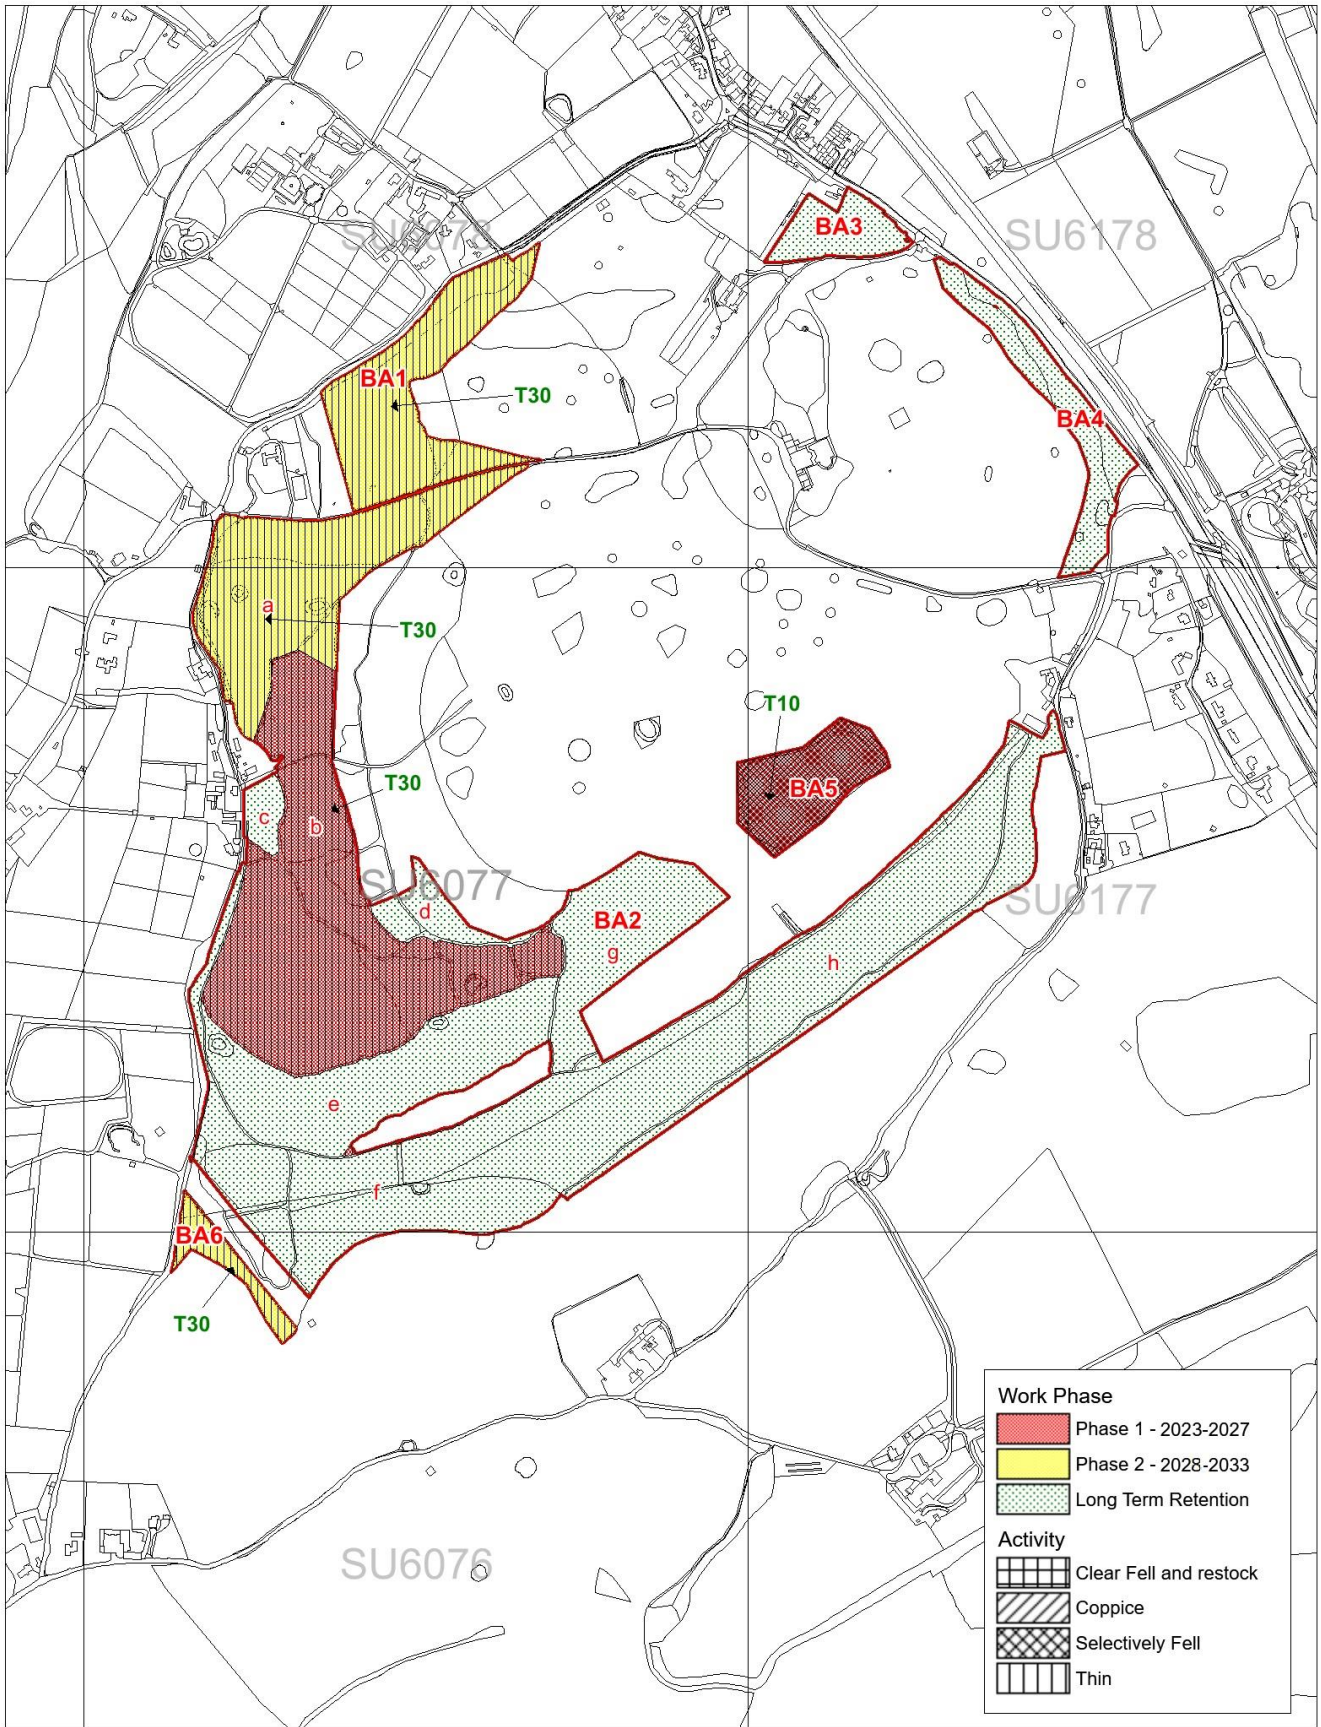 SU6078
BA3
SU6178
BA1
T30
BA4
a
T30
T10
T30
BA5
c
b
SU6077
d
SU6177
BA2
g
h
e
f
BA6
T30
SU6076
Work Phase
Phase 1 - 2023-2027
Phase 2 - 2028-2033
Long Term Retention
Activity
Clear Fell and restock
Coppice
Selectively Fell
Thin